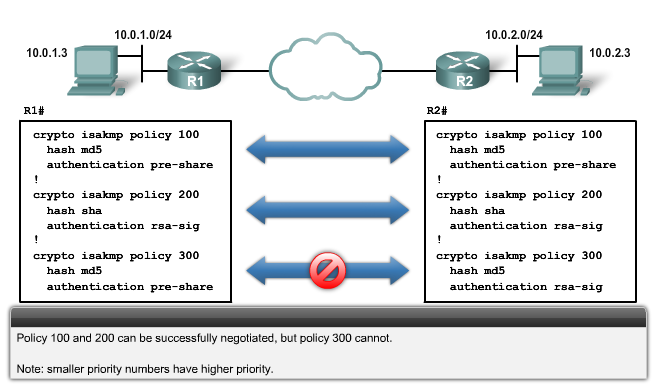 10.0.1.0/24
10.0.2.0/24
10.0.1.3
10.0.2.3
R1
R2
R1#
crypto isakmp policy 100
hash md5
authentication pre-share
!
crypto isakmp policy 200
hash sha
authentication rsa-sig
!
crypto isakmp policy 300
hash md5
authentication pre-share
R2#
crypto isakmp policy 100
hash md5
authentication pre-share
!
crypto isakmp policy 200
hash sha
authentication rsa-sig
!
crypto isakmp policy 300
hash md5
authentication rsa-sig
Policy 100 and 200 can be successfully negotiated, but policy 300 cannot.
Note: smaller priority numbers have higher priority.